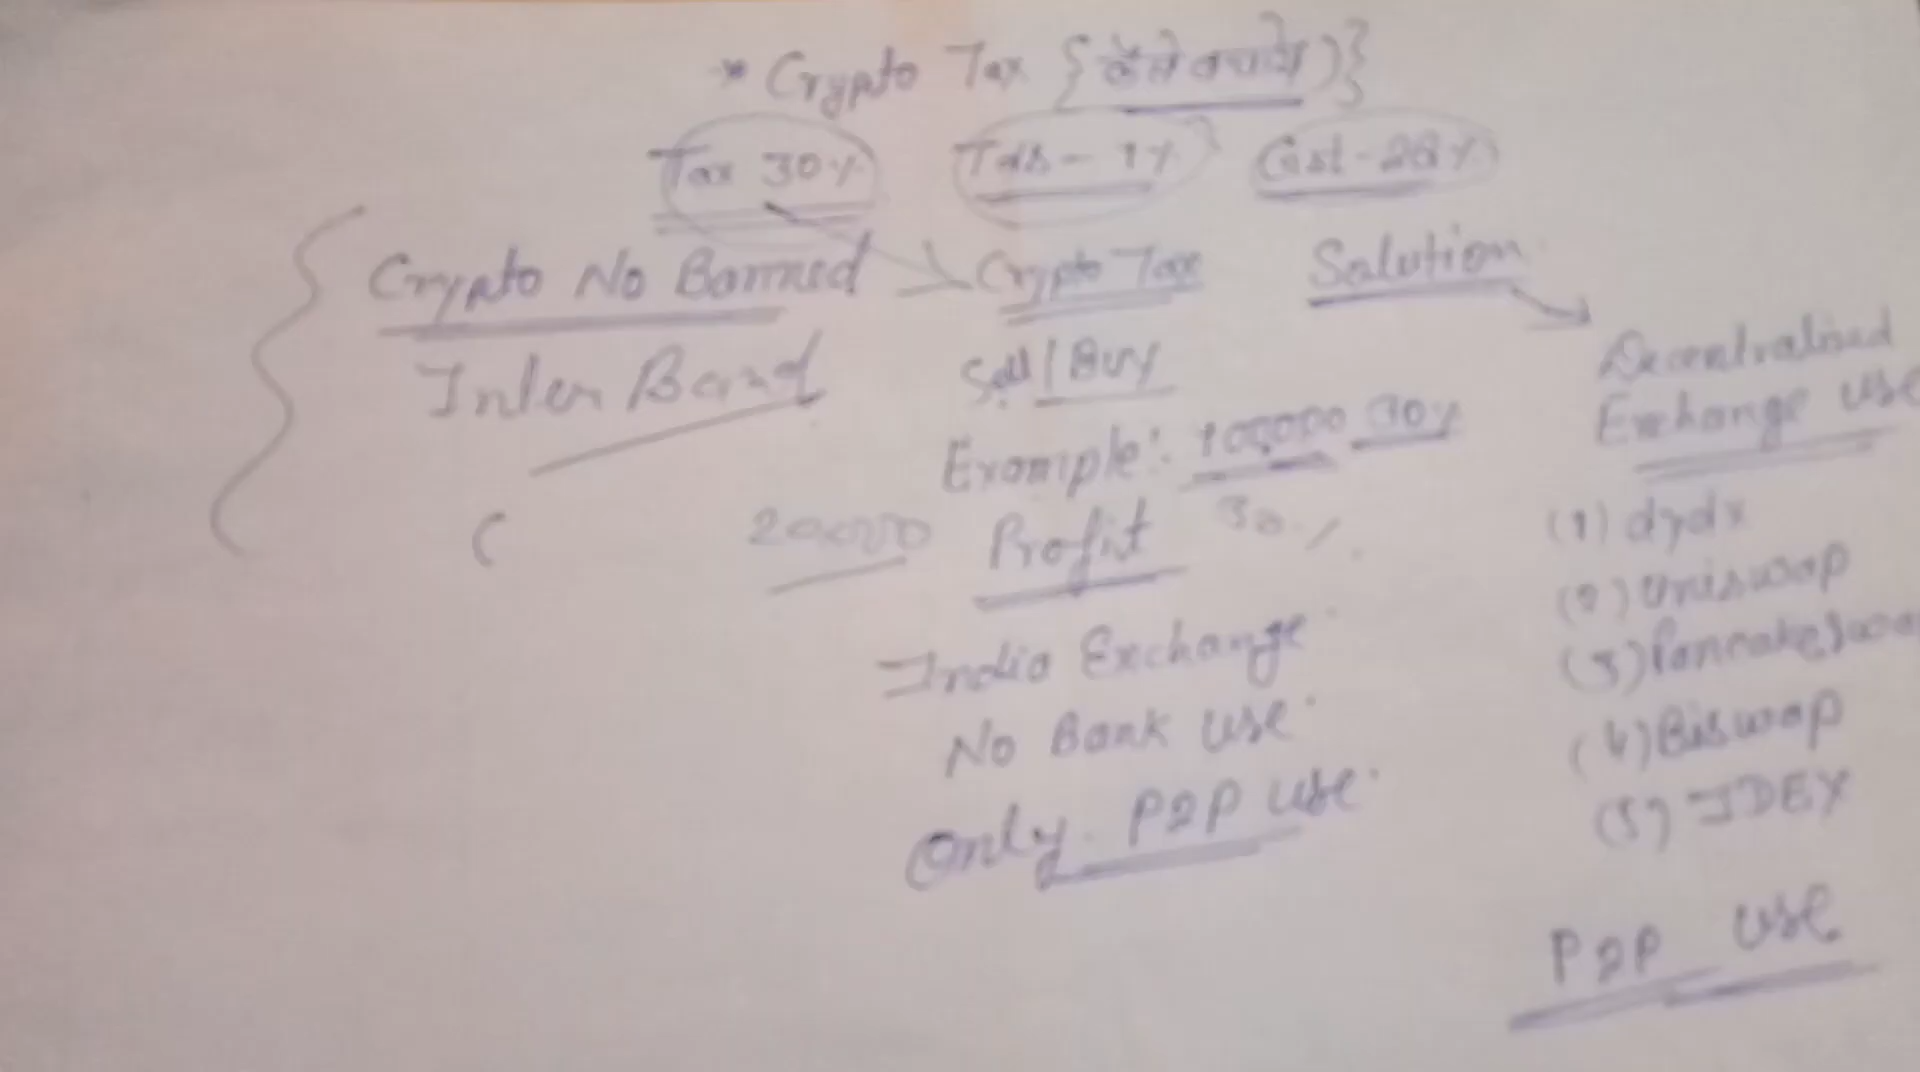 * Crypto Tax {कैसे बचाये)}
Tax 30% Tds - 1% Gst - 28%
Crypto No Banned
Crypto Tax
Sell / Buy
Example: 100000 30%
20000 Profit 30%
India Exchange
No Bank use
Only P2P use
Solution
Decentralised
Exchange use
(1) dydx
(2) Uniswap
(3) Pancakeswap
(4) Biswap
(5) IDEX
P2P use